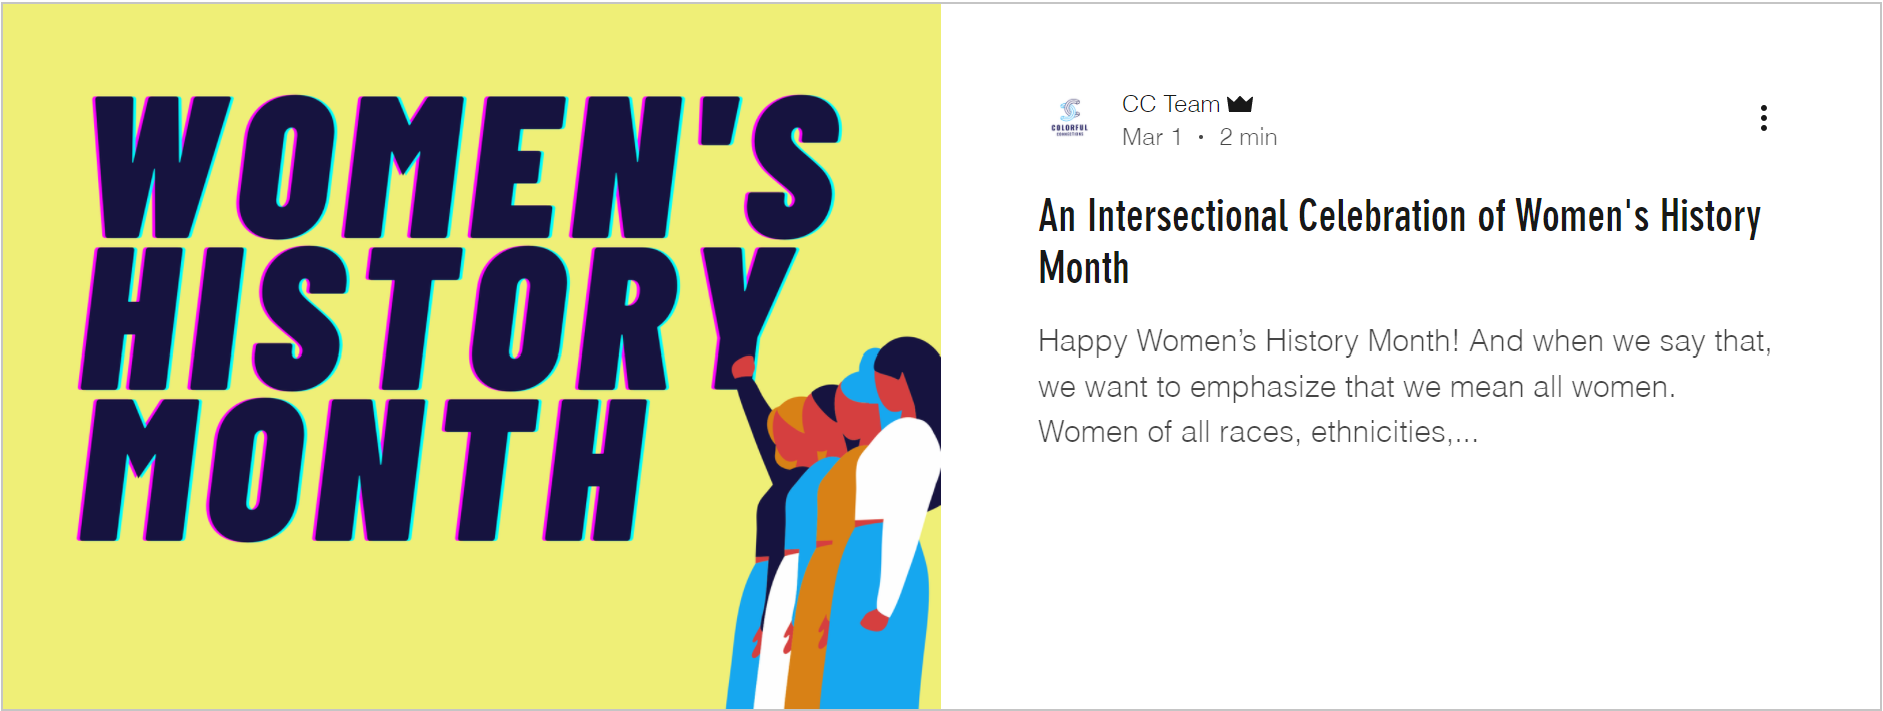 WOMEN'S
HISTORY
MONTH
CC Team
Mar 1 · 2 min
COLORFUL
CONNECTIONS
An Intersectional Celebration of Women's History
Month
Happy Women’s History Month! And when we say that,
we want to emphasize that we mean all women.
Women of all races, ethnicities,...